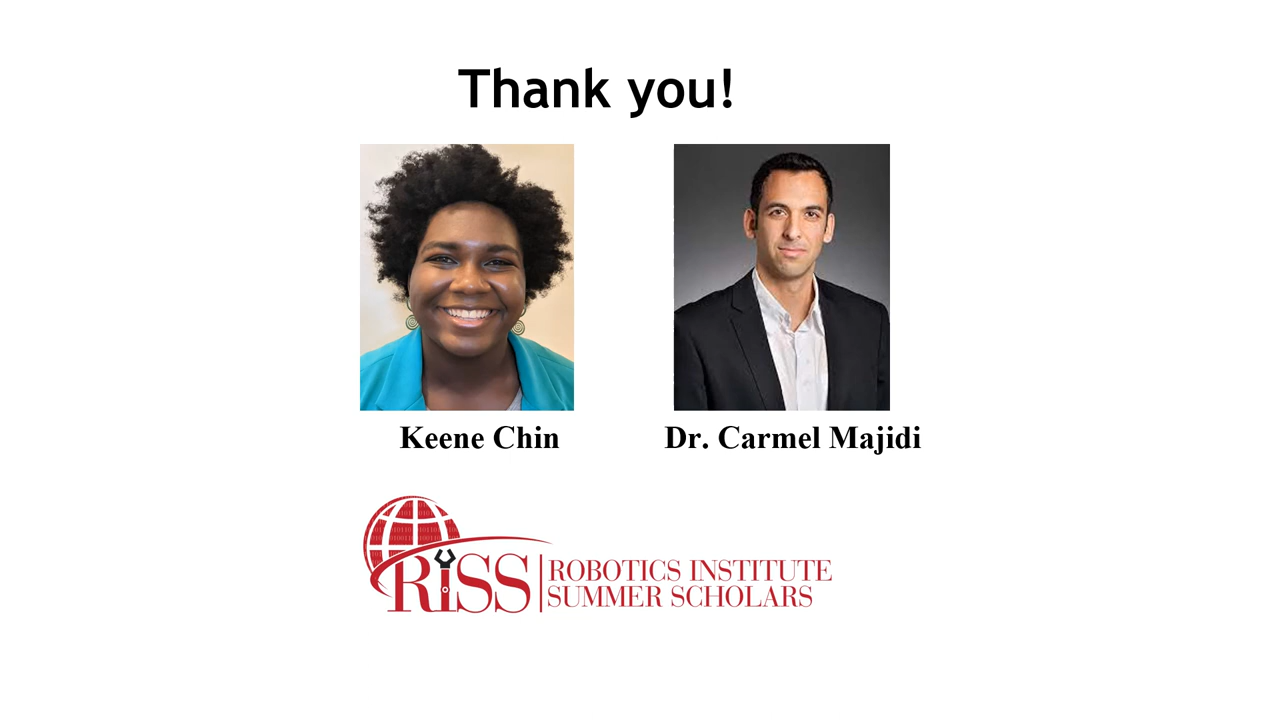 Thank you!
Keene Chin
Dr. Carmel Majidi
RiSS
ROBOTICS INSTITUTE
SUMMER SCHOLARS